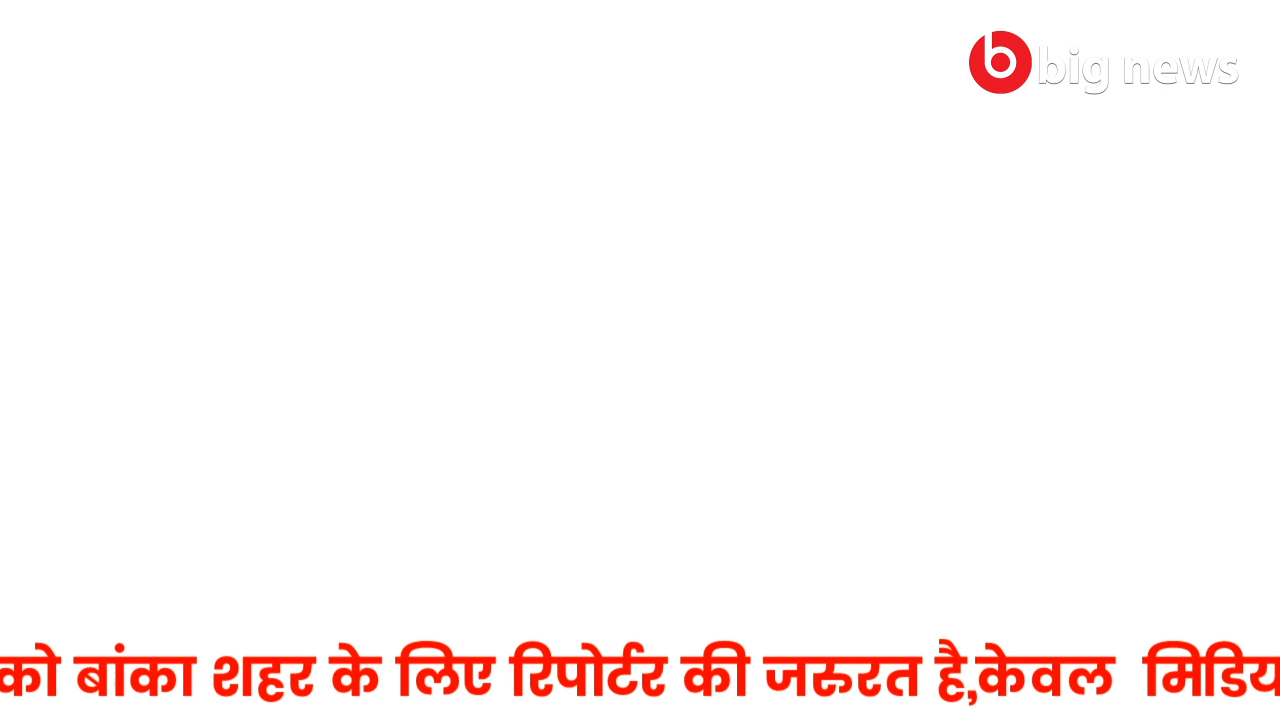 big news
को बांका शहर के लिए रिपोर्टर की जरुरत है,केवल मिडिय